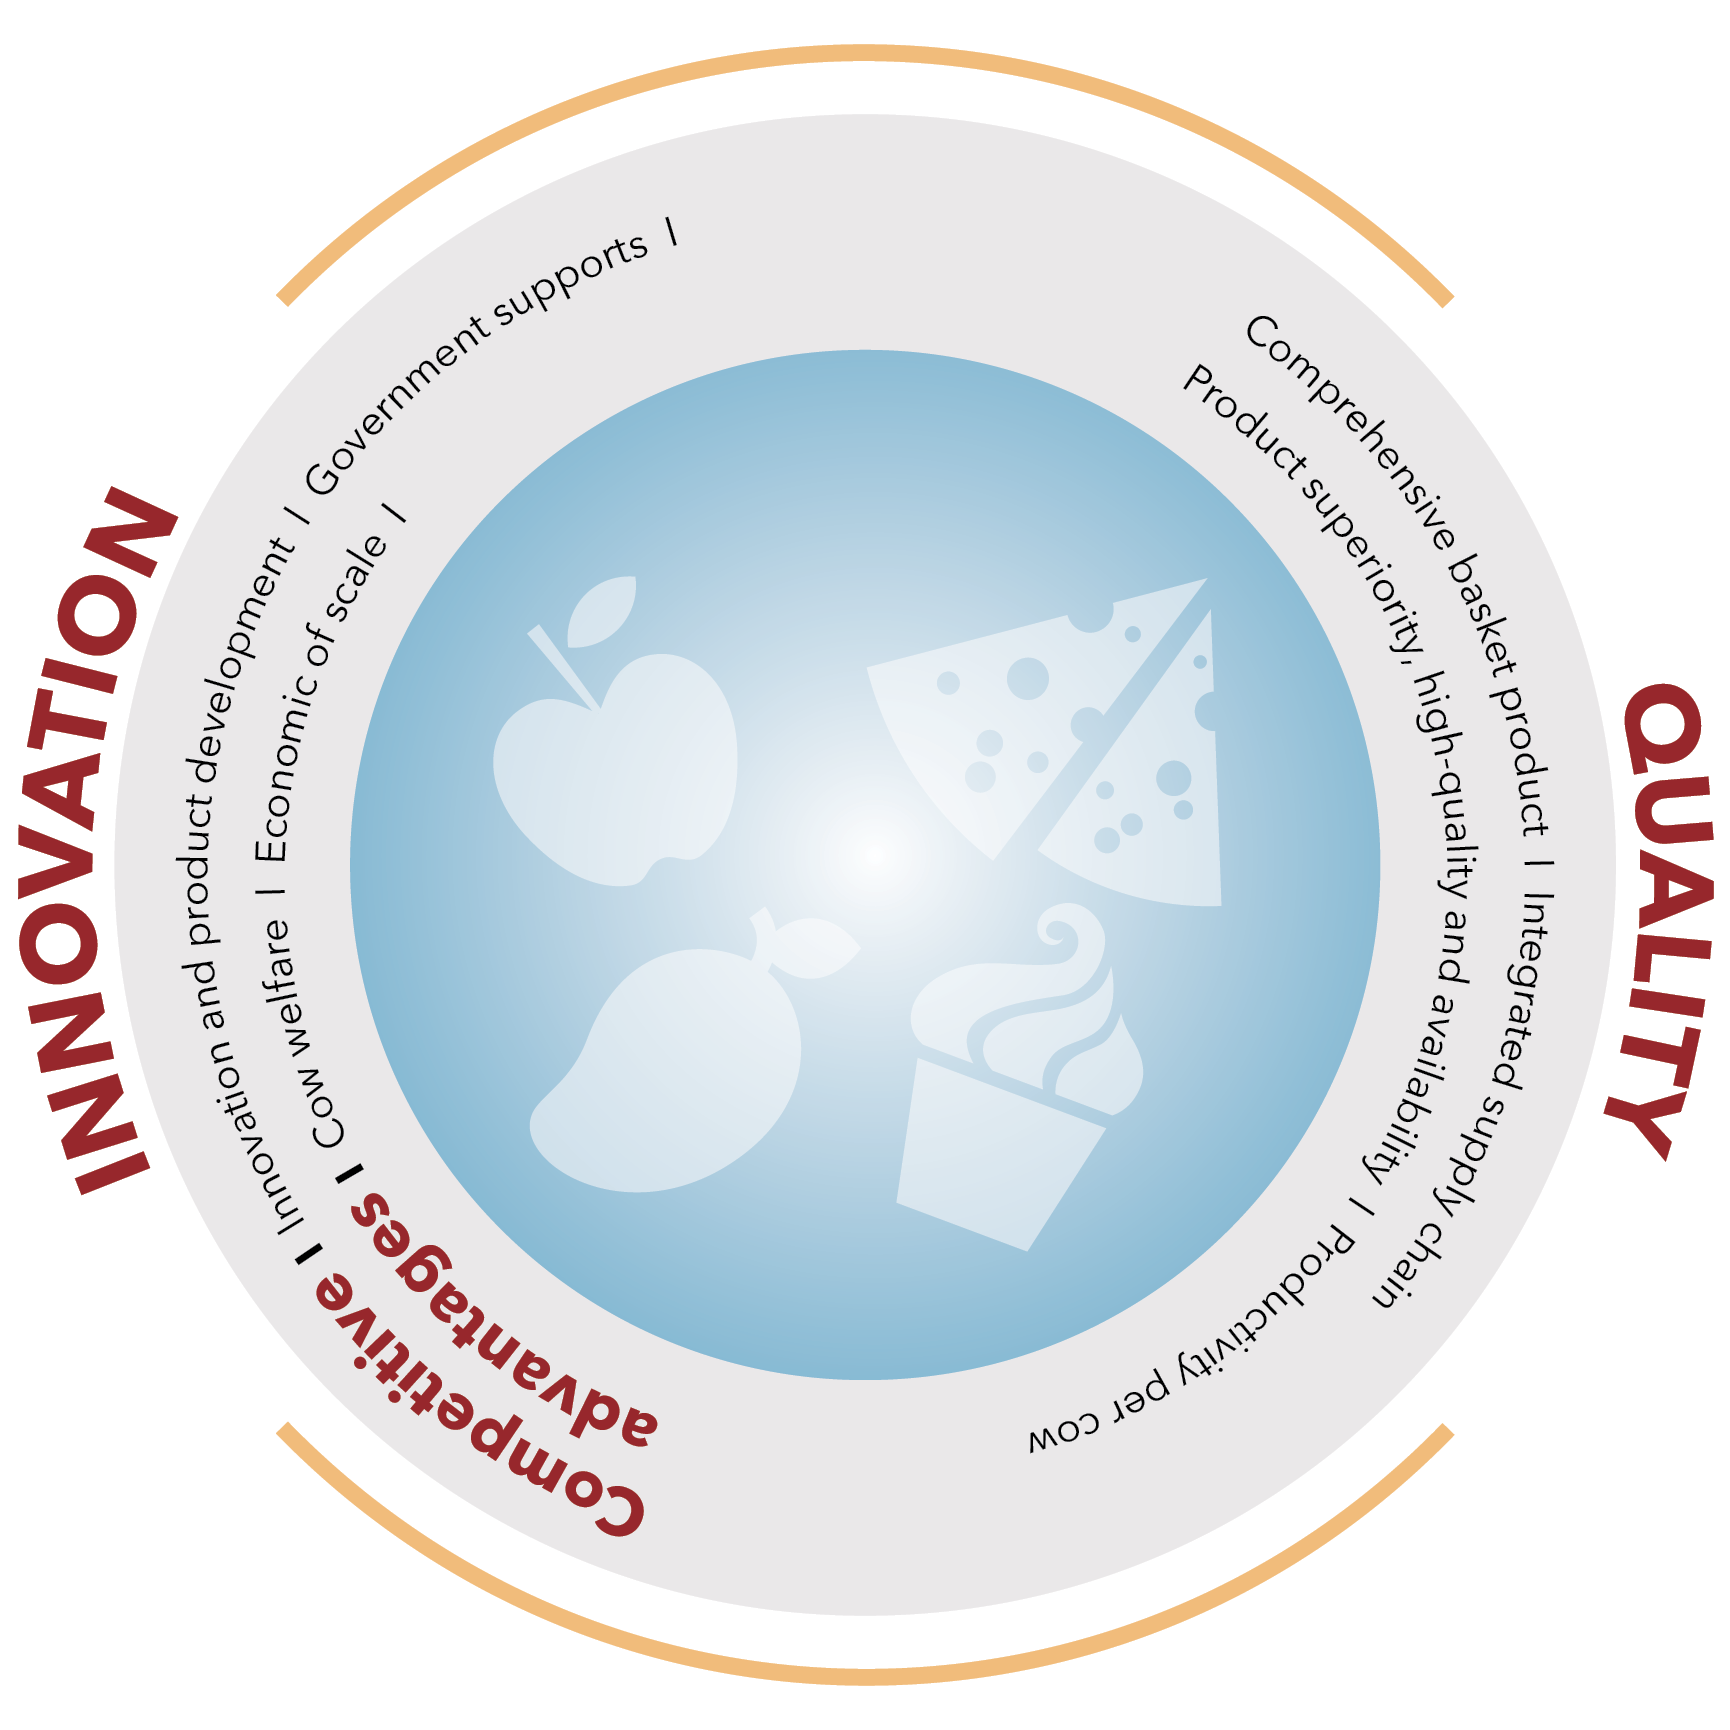 INNOVATION
QUALITY
Competitive I Innovation and product development I Government supports I
Comprehensive basket product I Integrated supply chain
advantages I Cow welfare I Economic of scale I
Product superiority, high-quality and availability I Productivity per cow